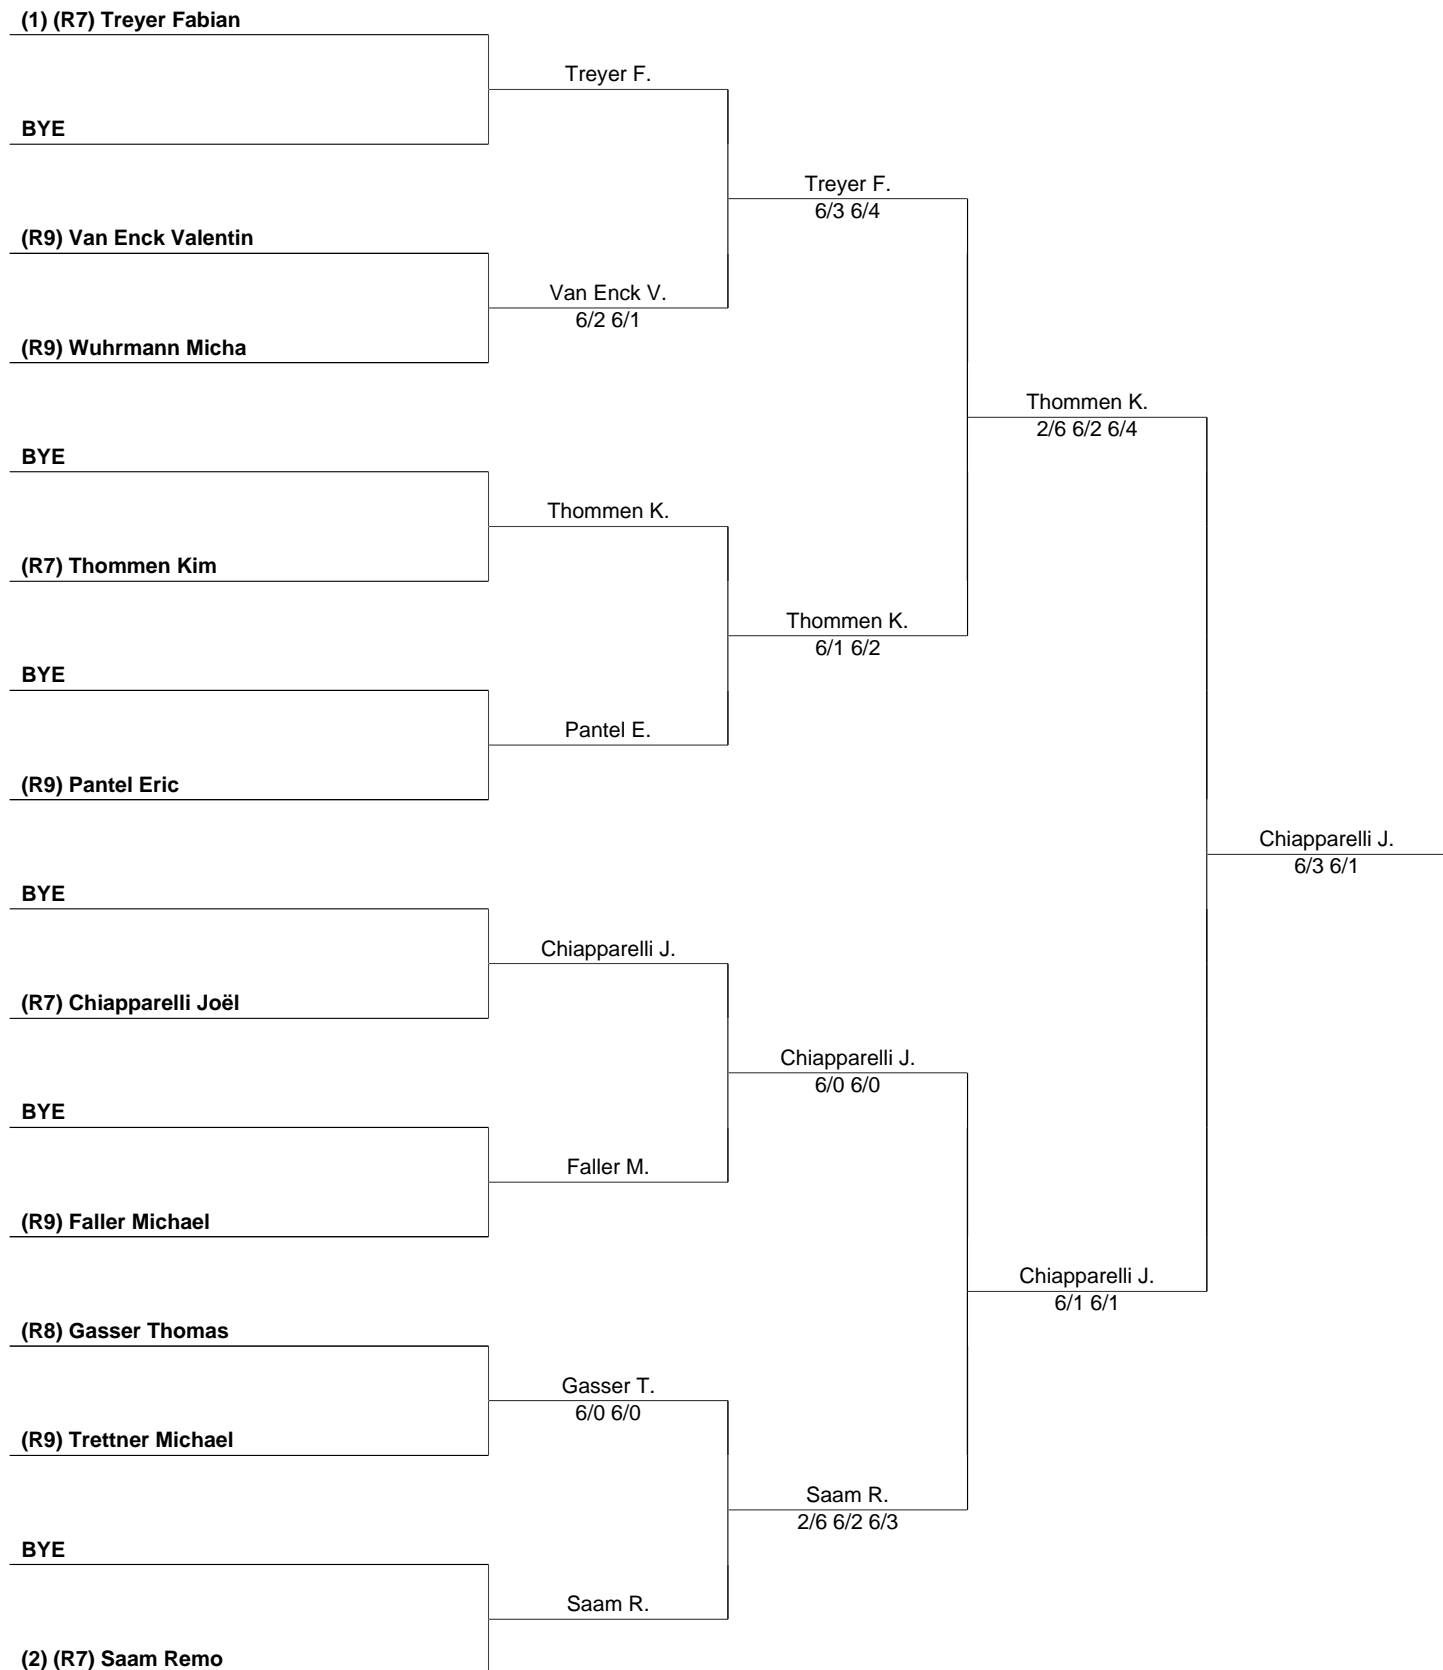 (1) (R7) Treyer Fabian
Treyer F.
BYE
Treyer F.
6/3 6/4
(R9) Van Enck Valentin
Van Enck V.
6/2 6/1
(R9) Wuhrmann Micha
Thommen K.
2/6 6/2 6/4
BYE
Thommen K.
(R7) Thommen Kim
Thommen K.
6/1 6/2
BYE
Pantel E.
(R9) Pantel Eric
Chiapparelli J.
6/3 6/1
BYE
Chiapparelli J.
(R7) Chiapparelli Joël
Chiapparelli J.
6/0 6/0
BYE
Faller M.
(R9) Faller Michael
Chiapparelli J.
6/1 6/1
(R8) Gasser Thomas
Gasser T.
6/0 6/0
(R9) Trettner Michael
Saam R.
2/6 6/2 6/3
BYE
Saam R.
(2) (R7) Saam Remo